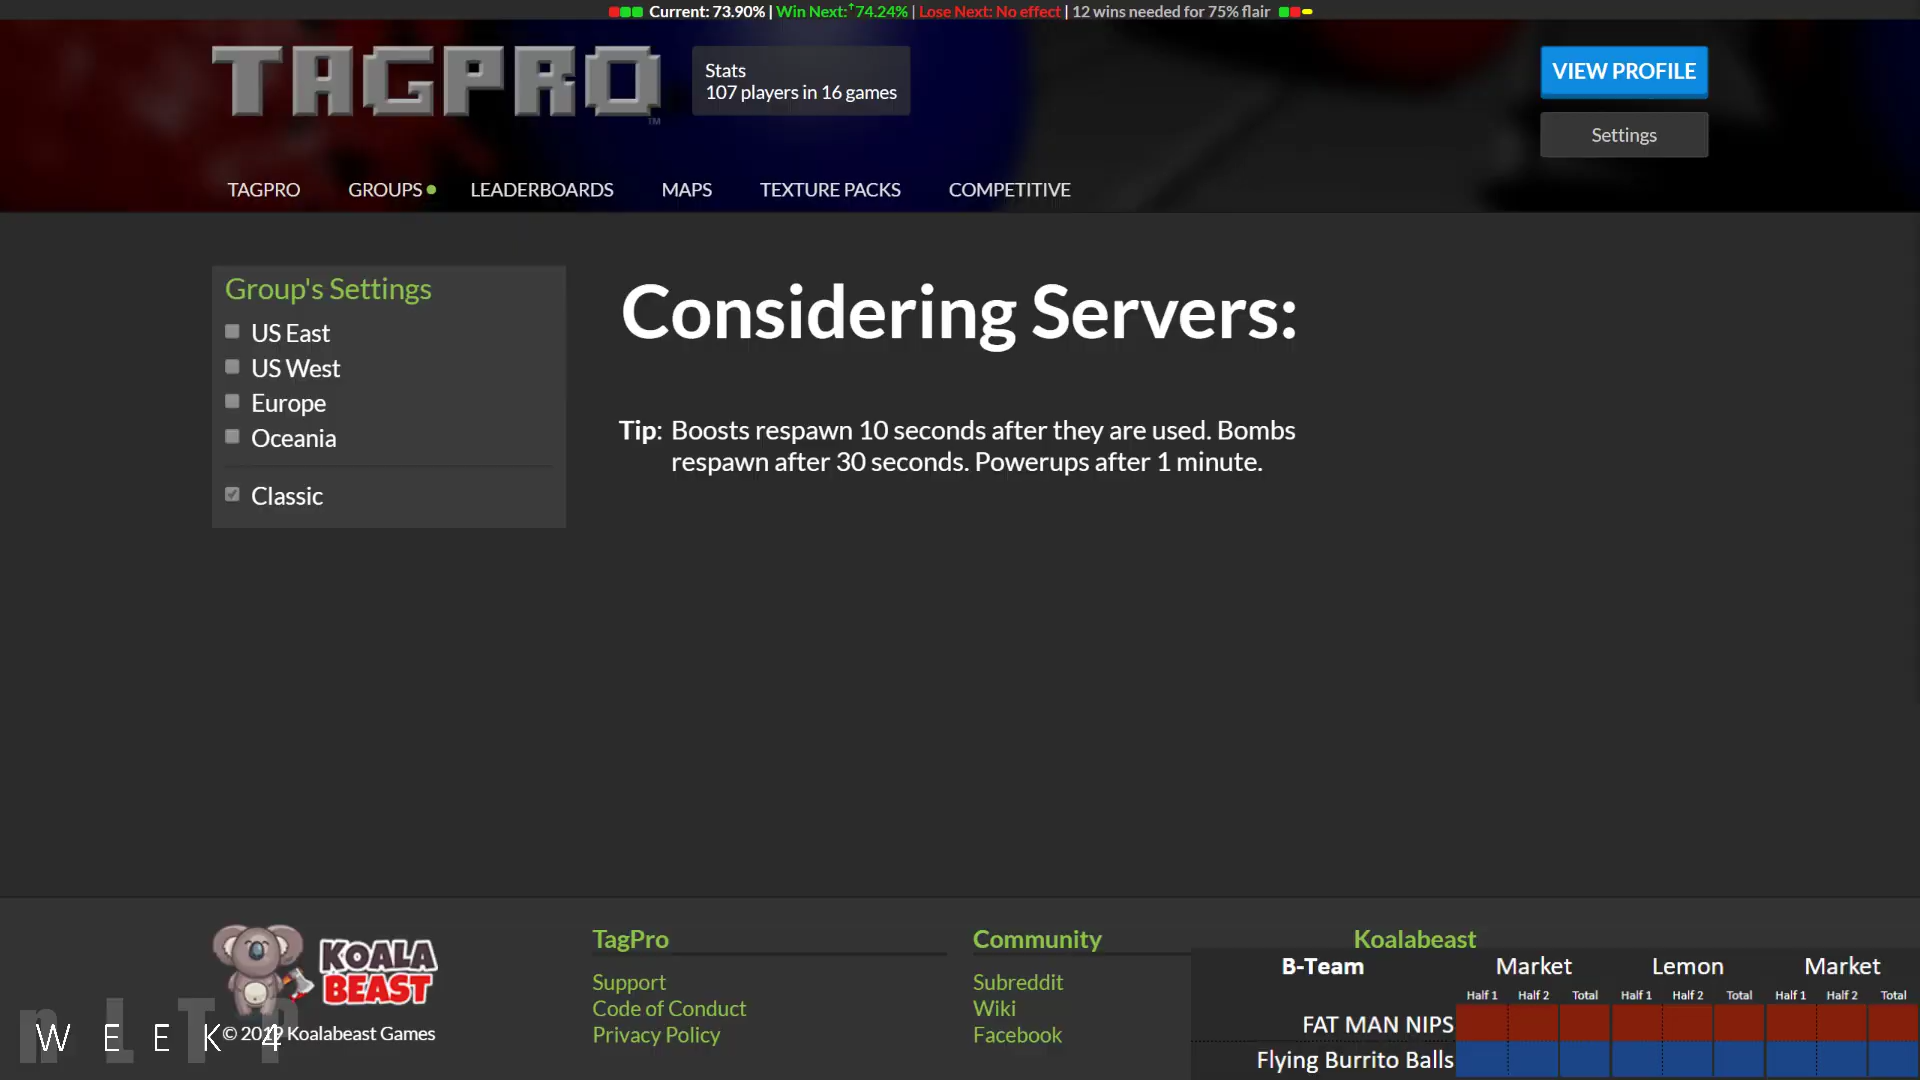 Current: 73.90% | Win Next:↑74.24% | Lose Next: No effect | 12 wins needed for 75% flair
TAGPRO™
Stats
107 players in 16 games
VIEW PROFILE
Settings
TAGPRO GROUPS LEADERBOARDS MAPS TEXTURE PACKS COMPETITIVE
Group's Settings
US East
US West
Europe
Oceania
Classic
Considering Servers:
Tip: Boosts respawn 10 seconds after they are used. Bombs
respawn after 30 seconds. Powerups after 1 minute.
KOALA
BEAST
© Koalabeast Games
nLTP
WEEK 4
TagPro
Support
Code of Conduct
Privacy Policy
Community
Subreddit
Wiki
Facebook
Koalabeast
B-Team Market Lemon Market
Half 1 Half 2 Total Half 1 Half 2 Total Half 1 Half 2 Total
FAT MAN NIPS
Flying Burrito Balls